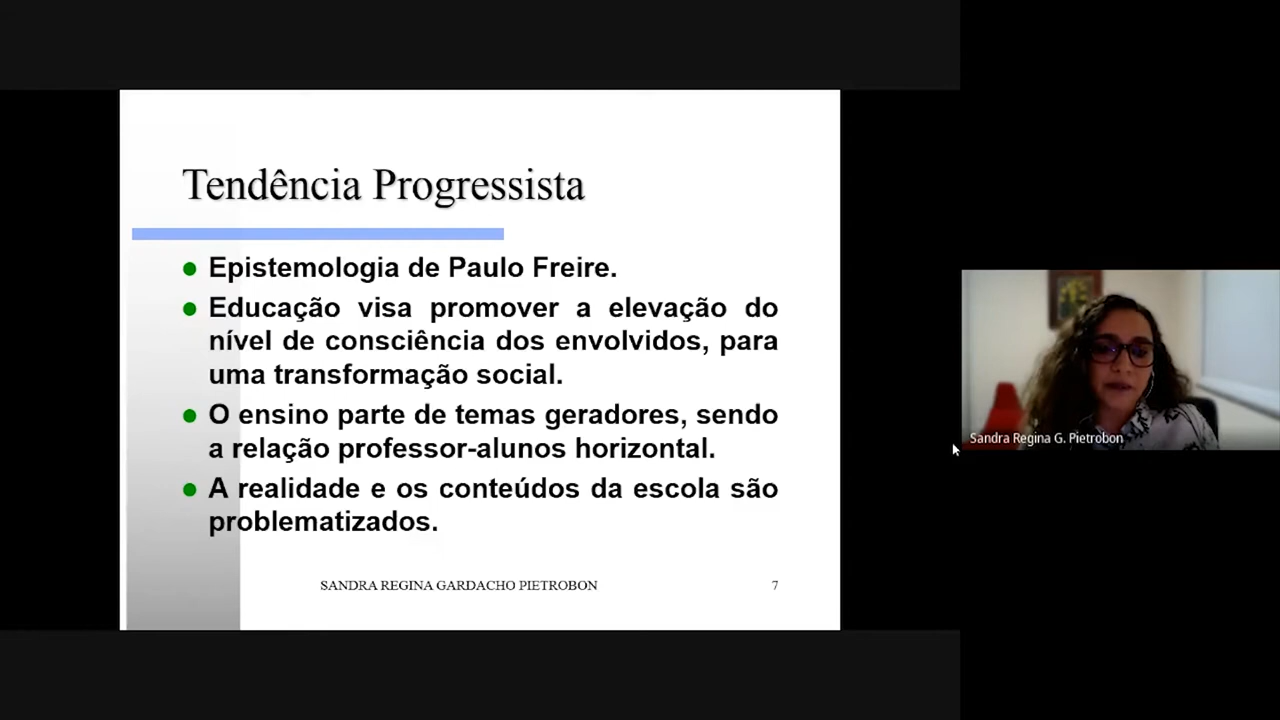 Tendência Progressista
Epistemologia de Paulo Freire.
Educação visa promover a elevação do
nível de consciência dos envolvidos, para
uma transformação social.
O ensino parte de temas geradores, sendo
a relação professor-alunos horizontal.
A realidade e os conteúdos da escola são
problematizados.
SANDRA REGINA GARDACHO PIETROBON
7
Sandra Regina G. Pietrobon